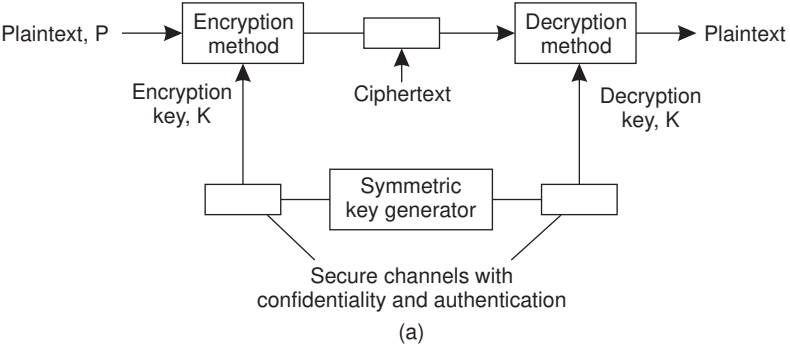 Plaintext, P
Encryption
method
Decryption
method
Plaintext
Encryption
key, K
Ciphertext
Decryption
key, K
Symmetric
key generator
Secure channels with
confidentiality and authentication
(a)